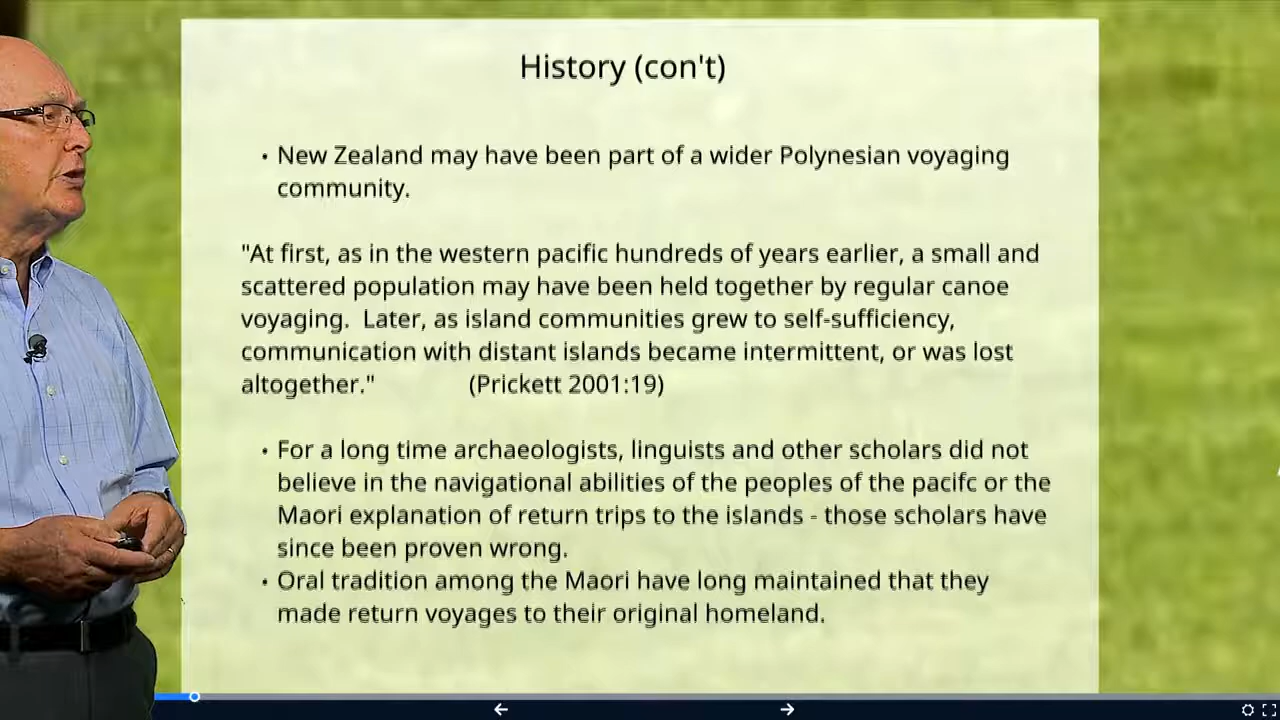 History (con't)
• New Zealand may have been part of a wider Polynesian voyaging
community.
"At first, as in the western pacific hundreds of years earlier, a small and
scattered population may have been held together by regular canoe
voyaging.  Later, as island communities grew to self-sufficiency,
communication with distant islands became intermittent, or was lost
altogether." (Prickett 2001:19)
• For a long time archaeologists, linguists and other scholars did not
believe in the navigational abilities of the peoples of the pacifc or the
Maori explanation of return trips to the islands - those scholars have
since been proven wrong.
• Oral tradition among the Maori have long maintained that they
made return voyages to their original homeland.